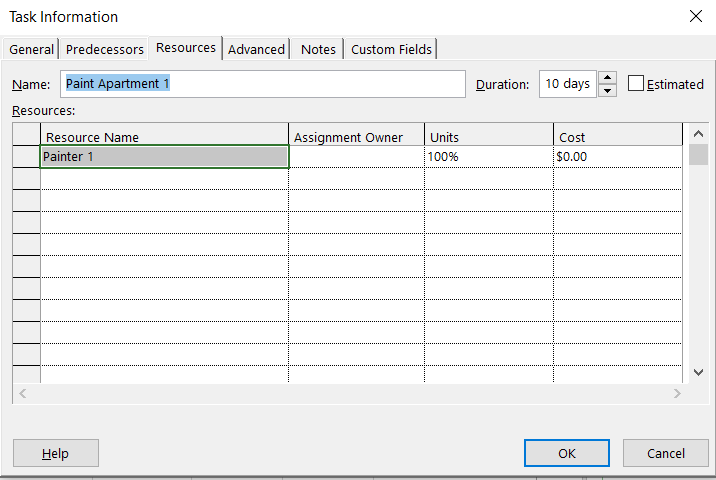 Task Information
General Predecessors Resources Advanced Notes Custom Fields
Name: Paint Apartment 1 Duration: 10 days Estimated
Resources:
Resource Name Assignment Owner Units Cost
Painter 1 100% $0.00
Help OK Cancel